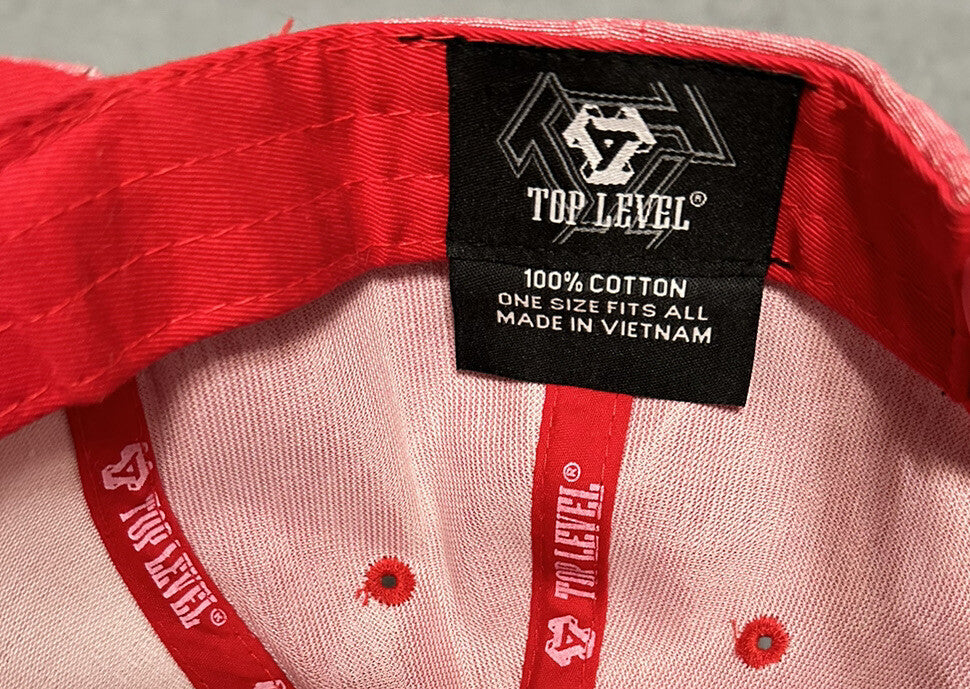 TOP LEVEL®
100% COTTON
ONE SIZE FITS ALL
MADE IN VIETNAM
TOP LEVEL®
TOP LEVEL®